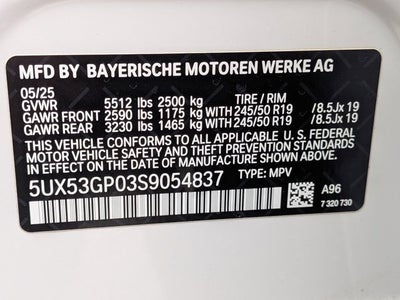 MFD BY BAYERISCHE MOTOREN WERKE AG
05/25
GVWR 5512 lbs 2500 kg TIRE / RIM
GAWR FRONT 2590 lbs 1175 kg WITH 245/50 R19 /8.5Jx 19
GAWR REAR 3230 lbs 1465 kg WITH 245/50 R19 /8.5Jx 19
THIS VEHICLE CONFORMS TO ALL APPLICABLE U. S. FEDERAL
MOTOR VEHICLE SAFETY AND THEFT PREVENTION STANDARDS
IN EFFECT ON THE DATE OF MANUFACTURE SHOWN ABOVE.
5UX53GP03S9054837 TYPE: MPV
A96
7 320 730